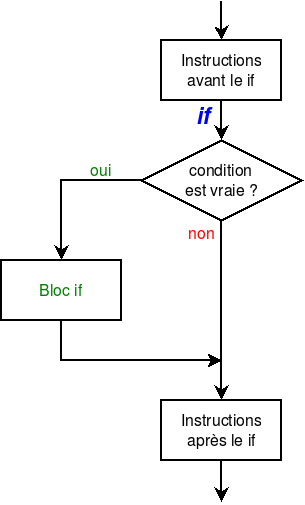 Instructions
avant le if
if
condition
est vraie ?
oui
non
Bloc if
Instructions
après le if